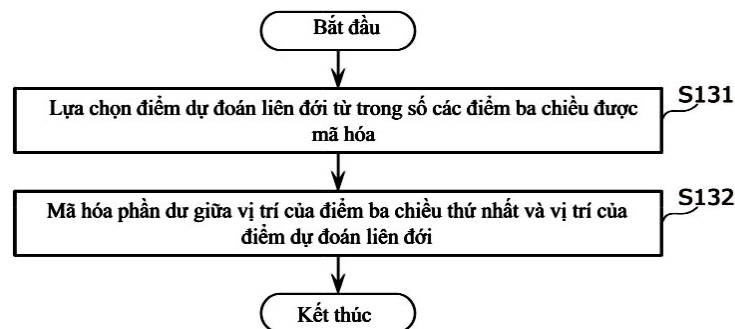 Bắt đầu
S131
Lựa chọn điểm dự đoán liên đới từ trong số các điểm ba chiều được
mã hóa
S132
Mã hóa phần dư giữa vị trí của điểm ba chiều thứ nhất và vị trí của
điểm dự đoán liên đới
Kết thúc